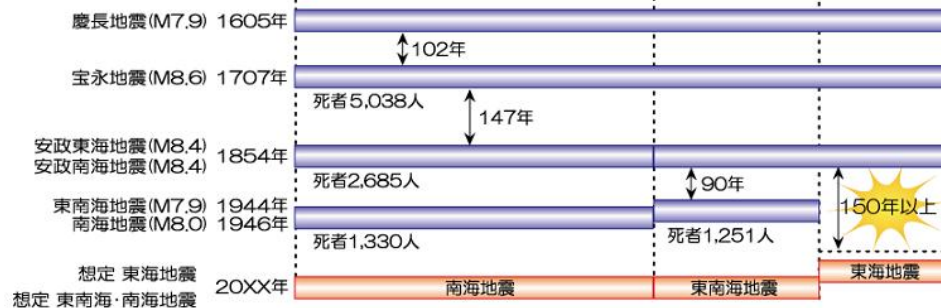 慶長地震(M7.9) 1605年
102年
宝永地震(M8.6) 1707年
死者5,038人
147年
安政東海地震(M8.4)
安政南海地震(M8.4)
1854年
死者2,685人
90年
150年以上
東南海地震(M7.9) 1944年
南海地震(M8.0) 1946年
死者1,330人
死者1,251人
想定 東海地震
想定 東南海・南海地震
20XX年
南海地震
東南海地震
東海地震